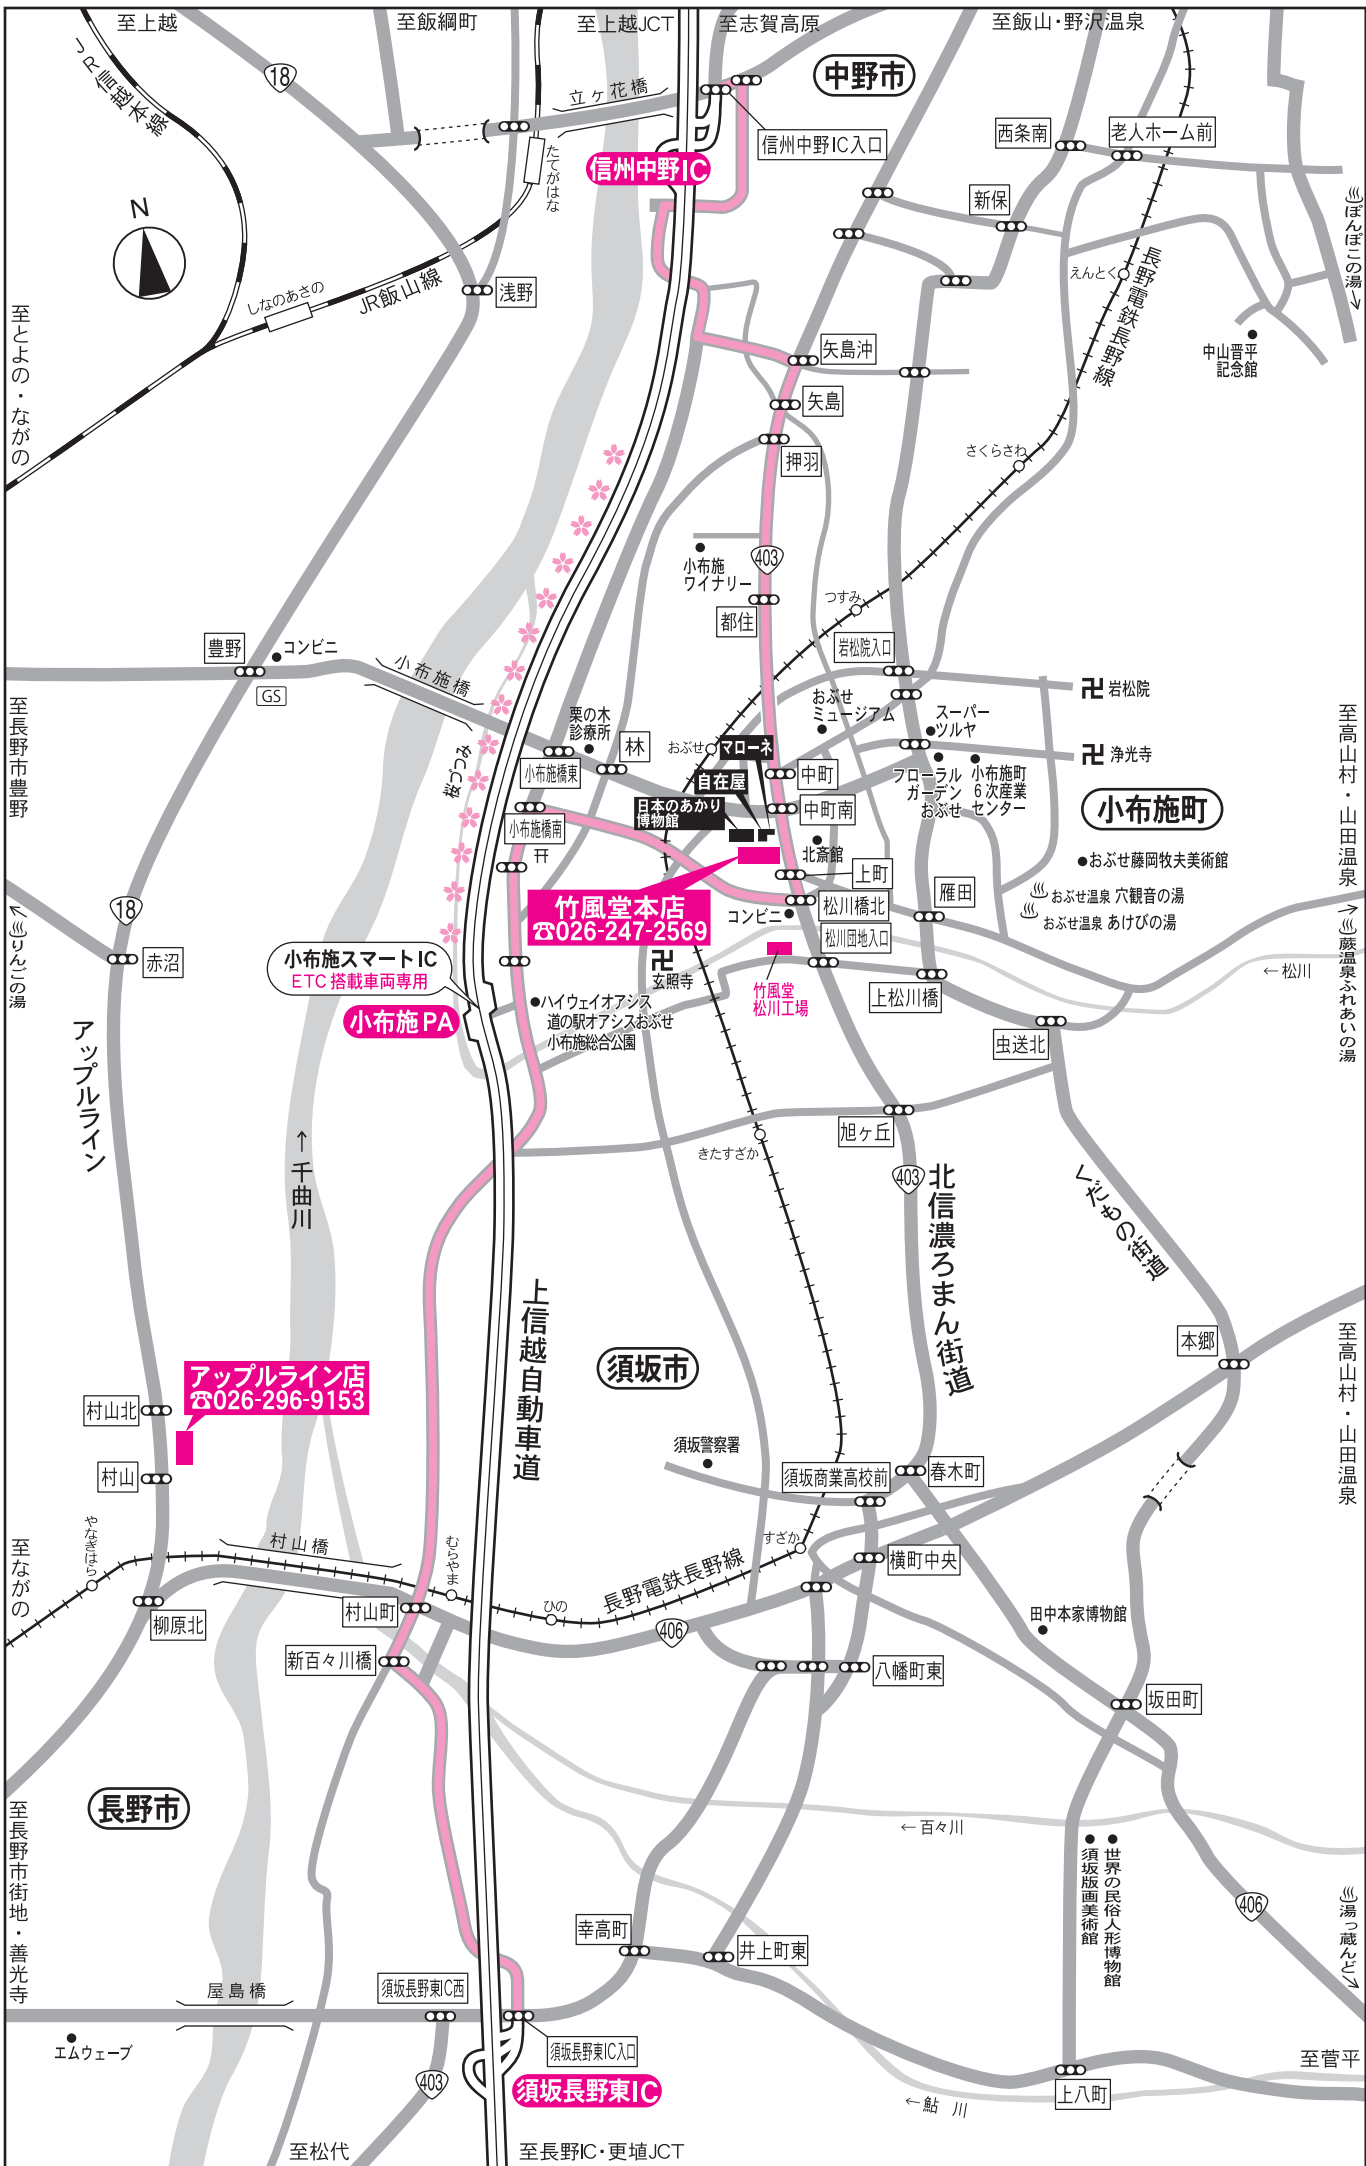 至上越
至飯綱町
至上越JCT
至志賀高原
至飯山・野沢温泉
中野市
JR信越本線
18
立ヶ花橋
たてがはな
信州中野IC入口
信州中野IC
西条南
老人ホーム前
新保
ぽんぽこの湯
N
しなのあさの
JR飯山線
浅野
えんとく
長野電鉄長野線
中山晋平
記念館
至とよの・ながの
矢島沖
矢島
押羽
さくらさわ
小布施
ワイナリー
403
都住
つすみ
岩松院入口
豊野
コンビニ
GS
小布施橋
桜づつみ
栗の木
診療所
林
小布施橋東
小布施橋南
おぶせ
マローネ
自在屋
日本のあかり
博物館
おぶせ
ミュージアム
スーパー
ツルヤ
卍岩松院
卍浄光寺
中町
中町南
フローラル
ガーデン
おぶせ
小布施町
6次産業
センター
小布施町
至長野市豊野
至高山村・山田温泉
北斎館
上町
おぶせ藤岡牧夫美術館
おぶせ温泉 穴観音の湯
おぶせ温泉 あけびの湯
雁田
竹風堂本店
☎026-247-2569
コンビニ
松川橋北
松川団地入口
卍
玄照寺
竹風堂
松川工場
上松川橋
←松川
蕨温泉ふれあいの湯
りんごの湯
18
赤沼
小布施スマートIC
ETC搭載車両専用
小布施PA
ハイウェイオアシス
道の駅オアシスおぶせ
小布施総合公園
虫送北
アップルライン
←千曲川
旭ヶ丘
きたすざか
403
北信濃ろまん街道
くだもの街道
上信越自動車道
須坂市
本郷
至高山村・山田温泉
アップルライン店
☎026-296-9153
村山北
村山
須坂警察署
須坂商業高校前
春木町
やなぎはら
至ながの
村山橋
むらやま
ひの
すざか
長野電鉄長野線
横町中央
406
柳原北
村山町
新百々川橋
田中本家博物館
八幡町東
坂田町
長野市
至長野市街地・善光寺
←百々川
須坂版画美術館
世界の民俗人形博物館
406
湯っ蔵んど
幸高町
井上町東
屋島橋
須坂長野東IC西
エムウェーブ
須坂長野東IC入口
須坂長野東IC
403
至菅平
上八町
←鮎川
至松代
至長野IC・更埴JCT